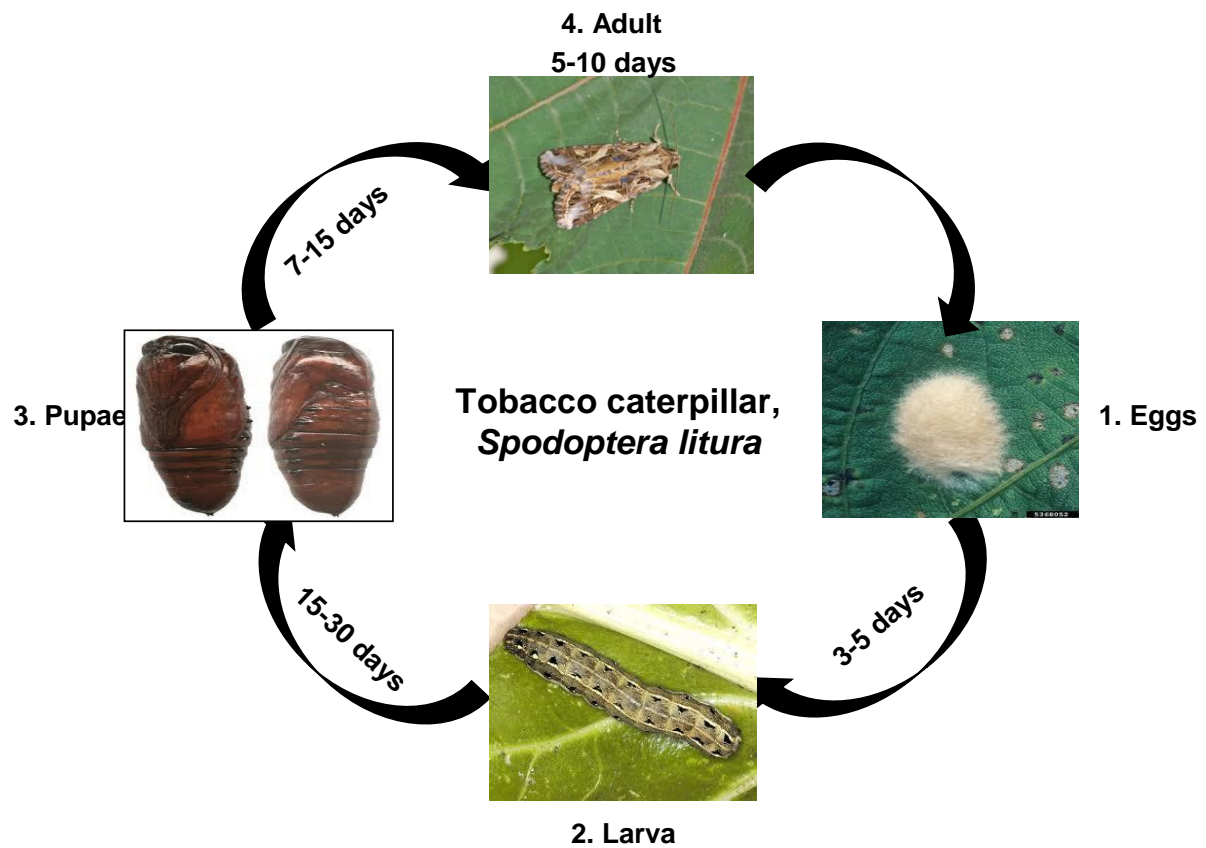 4. Adult
5-10 days
7-15 days
3. Pupae
Tobacco caterpillar,
Spodoptera litura
1. Eggs
5368052
15-30 days
3-5 days
2. Larva